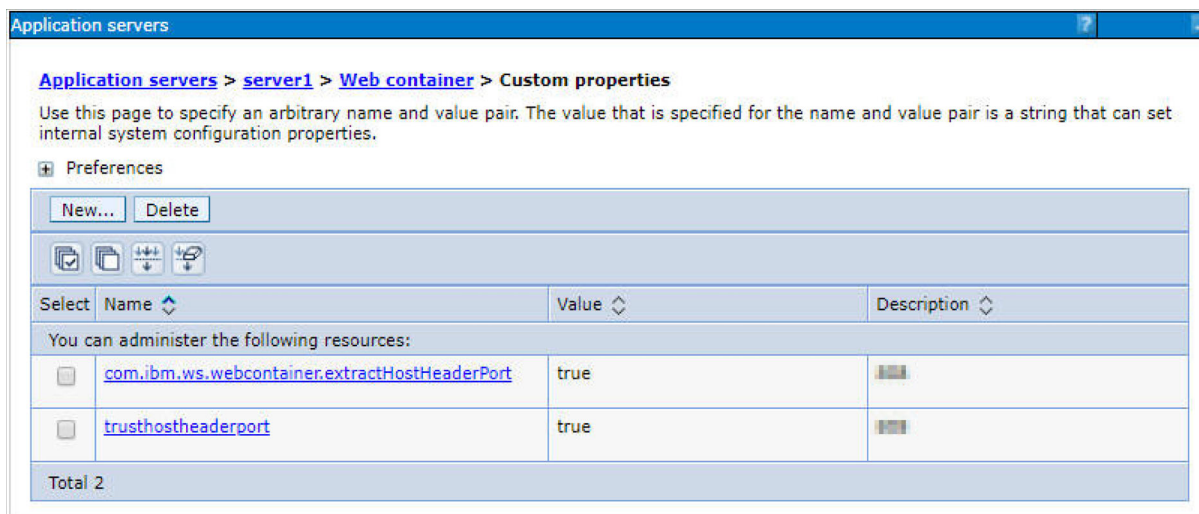 Application servers
?
Application servers > server1 > Web container > Custom properties
Use this page to specify an arbitrary name and value pair. The value that is specified for the name and value pair is a string that can set
internal system configuration properties.
Preferences
New... Delete
Select Name Value Description
You can administer the following resources:
com.ibm.ws.webcontainer.extractHostHeaderPort true
trusthostheaderport true
Total 2